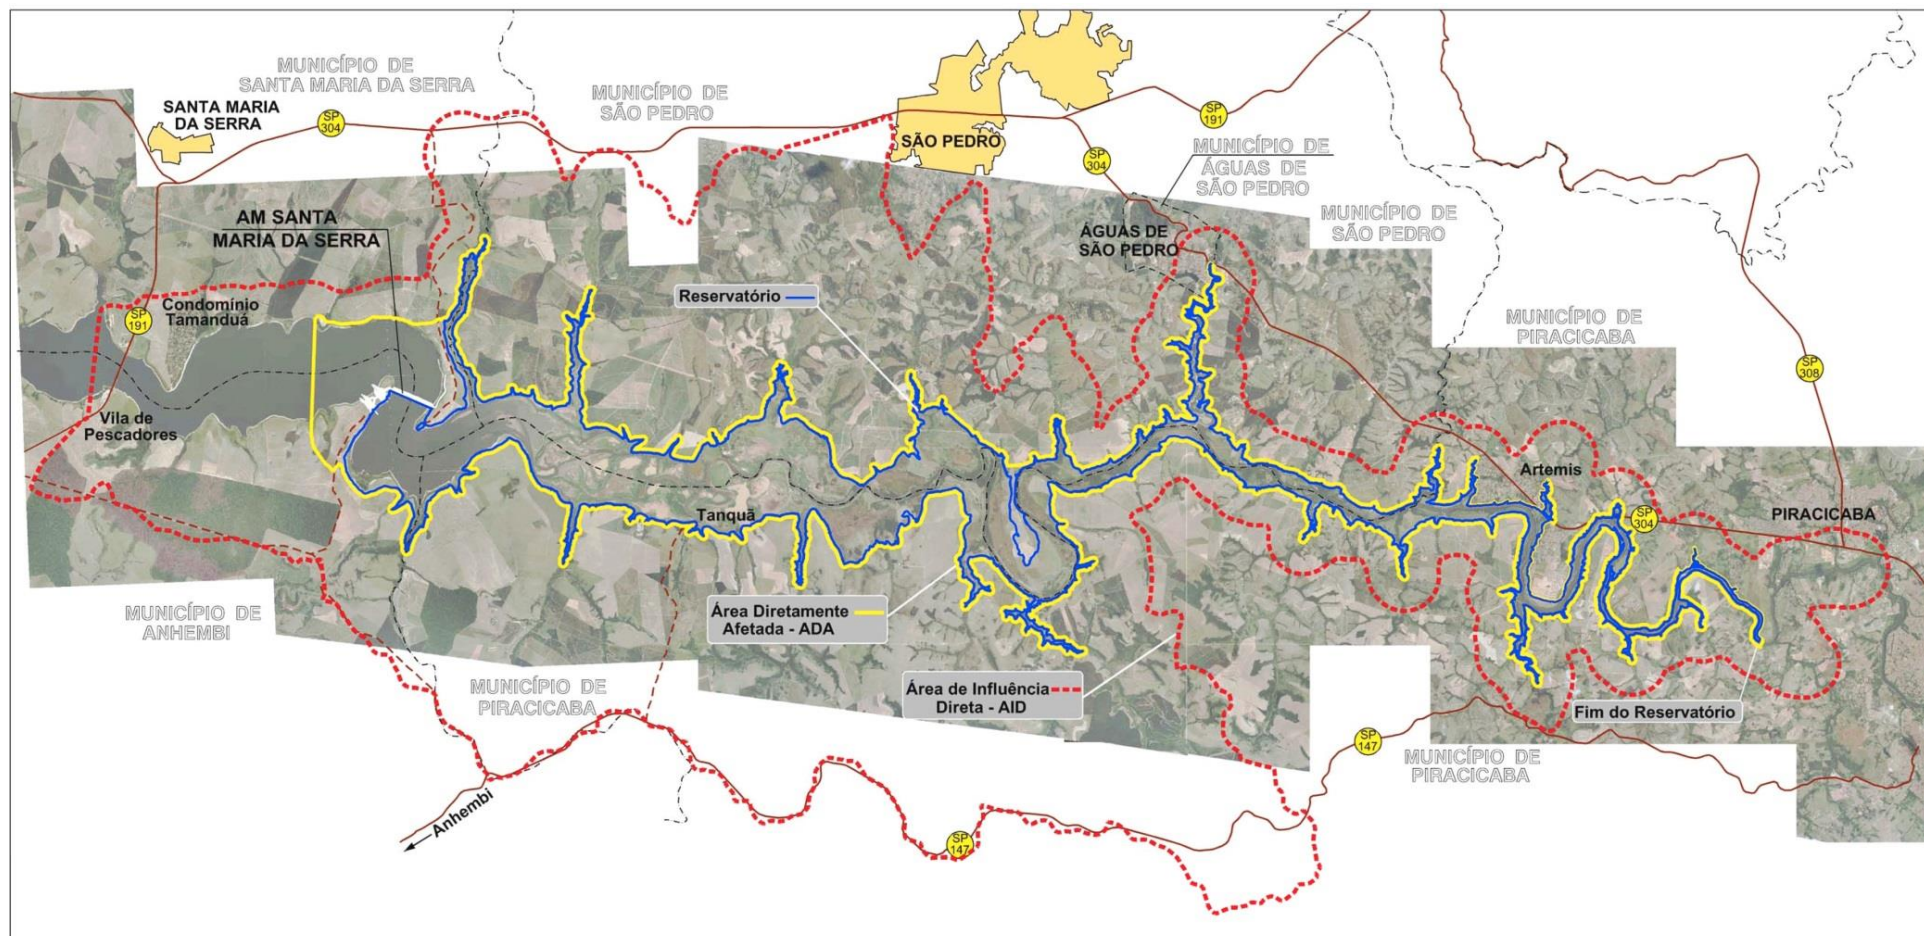 MUNICÍPIO DE
SANTA MARIA DA SERRA
SANTA MARIA
DA SERRA
SP
304
MUNICÍPIO DE
SÃO PEDRO
SÃO PEDRO
SP
191
SP
304
MUNICÍPIO DE
ÁGUAS DE
SÃO PEDRO
MUNICÍPIO DE
SÃO PEDRO
ÁGUAS DE
SÃO PEDRO
AM SANTA
MARIA DA SERRA
Condomínio
Tamanduá
SP
191
Reservatório
MUNICÍPIO DE
PIRACICABA
SP
308
Vila de
Pescadores
Artemis
Tanquã
SP
304
PIRACICABA
MUNICÍPIO DE
ANHEMBI
Área Diretamente
Afetada - ADA
MUNICÍPIO DE
PIRACICABA
Área de Influência
Direta - AID
Fim do Reservatório
SP
147
MUNICÍPIO DE
PIRACICABA
Anhembi
SP
147